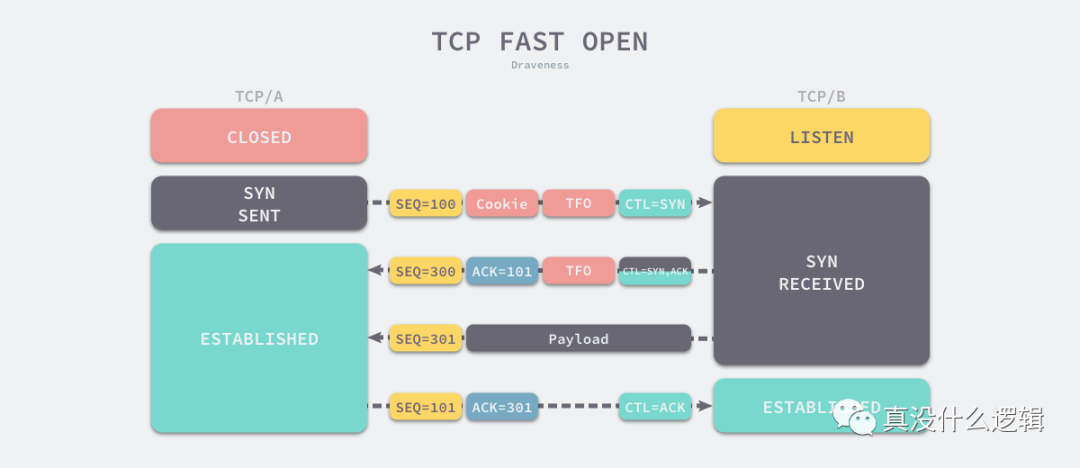 TCP FAST OPEN
Draveness
TCP/A
TCP/B
CLOSED
LISTEN
SYN
SENT
SEQ=100 Cookie TFO CTL=SYN
SYN
RECEIVED
SEQ=300 ACK=101 TFO CTL=SYN,ACK
ESTABLISHED
SEQ=301 Payload
SEQ=101 ACK=301 CTL=ACK
ESTABLISHED
真没什么逻辑